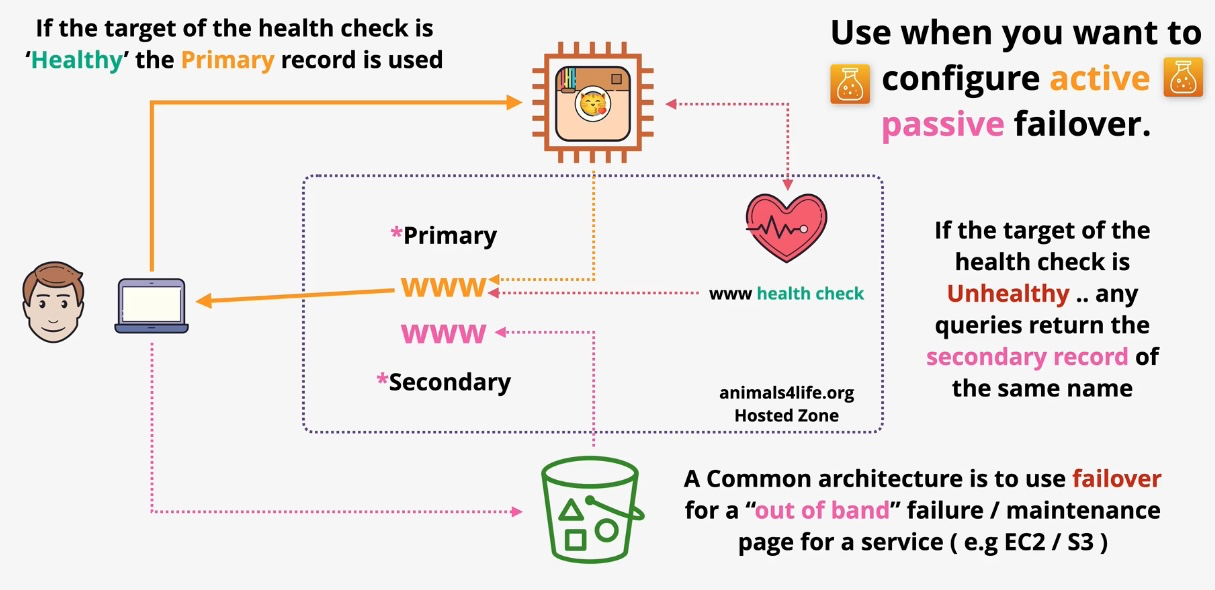 If the target of the health check is
‘Healthy’ the Primary record is used
Use when you want to
configure active
passive failover.
*Primary
www
www health check
www
*Secondary
animals4life.org
Hosted Zone
If the target of the
health check is
Unhealthy .. any
queries return the
secondary record of
the same name
A Common architecture is to use failover
for a “out of band” failure / maintenance
page for a service ( e.g EC2 / S3 )